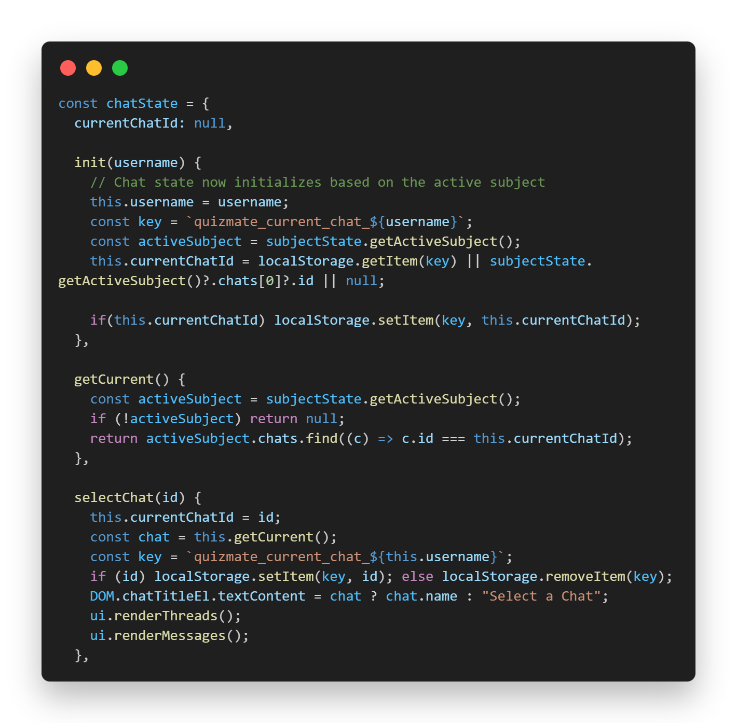 const chatState = {
  currentChatId: null,

  init(username) {
    // Chat state now initializes based on the active subject
    this.username = username;
    const key = `quizmate_current_chat_${username}`;
    const activeSubject = subjectState.getActiveSubject();
    this.currentChatId = localStorage.getItem(key) || subjectState.
getActiveSubject()?.chats[0]?.id || null;

    if(this.currentChatId) localStorage.setItem(key, this.currentChatId);
  },

  getCurrent() {
    const activeSubject = subjectState.getActiveSubject();
    if (!activeSubject) return null;
    return activeSubject.chats.find((c) => c.id === this.currentChatId);
  },

  selectChat(id) {
    this.currentChatId = id;
    const chat = this.getCurrent();
    const key = `quizmate_current_chat_${this.username}`;
    if (id) localStorage.setItem(key, id); else localStorage.removeItem(key);
    DOM.chatTitleEl.textContent = chat ? chat.name : "Select a Chat";
    ui.renderThreads();
    ui.renderMessages();
  },